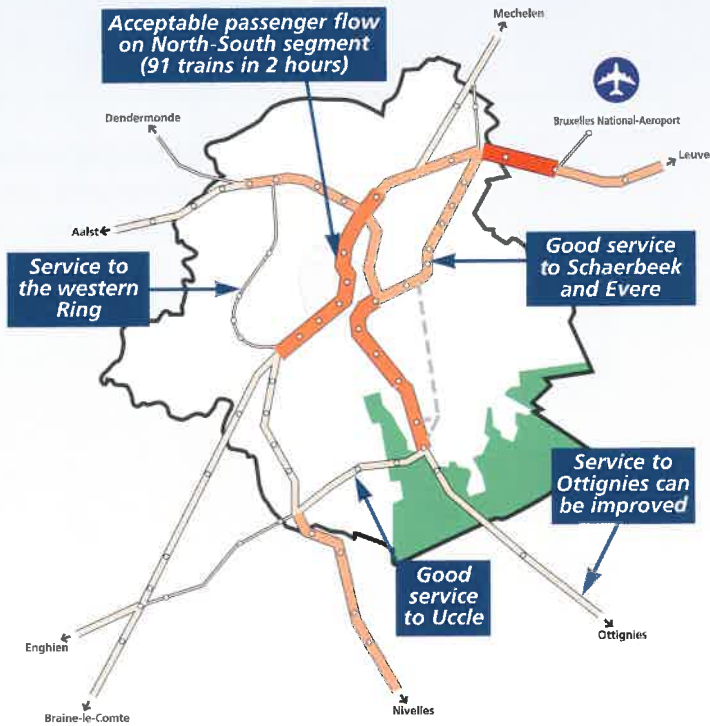 Acceptable passenger flow
on North-South segment
(91 trains in 2 hours)
Mechelen
Dendermonde
Bruxelles National-Aeroport
Leuve
Aalst
Service to
the western
Ring
Good service
to Schaerbeek
and Evere
Service to
Ottignies can
be improved
Good
service
to Uccle
Enghien
Ottignies
Braine-le-Comte
Nivelles